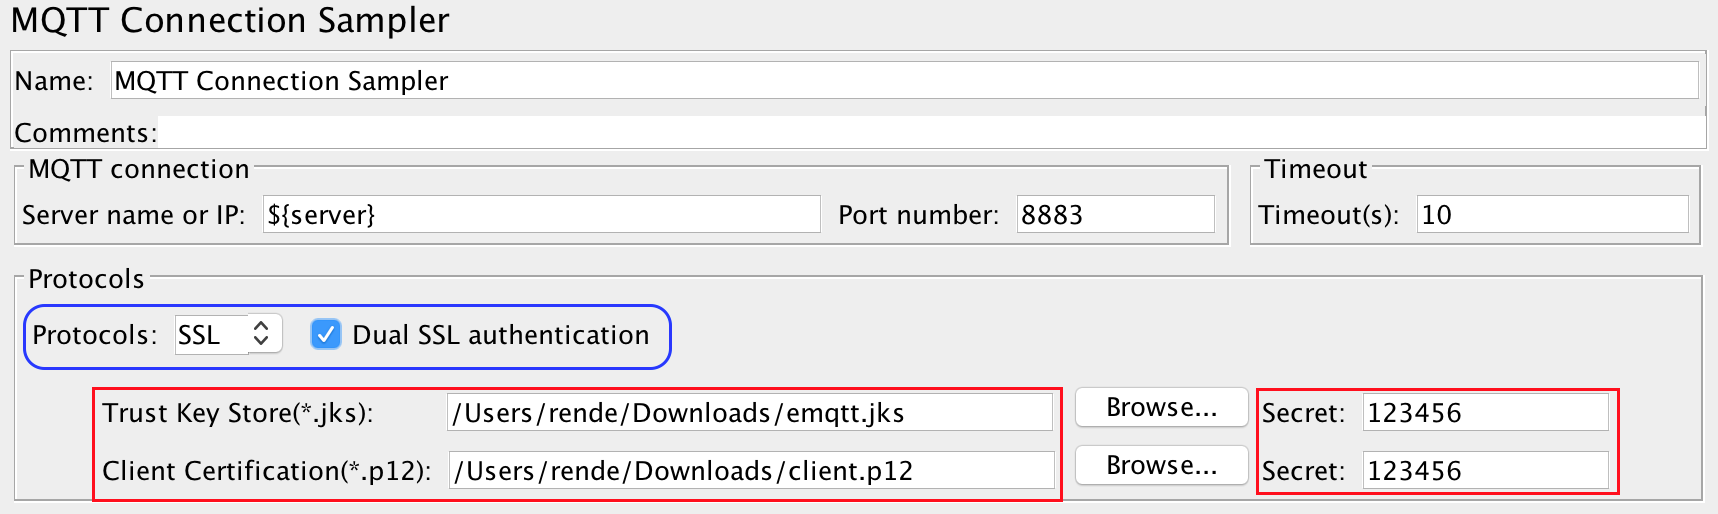 MQTT Connection Sampler
Name: MQTT Connection Sampler
Comments:
MQTT connection
Server name or IP: ${server} Port number: 8883
Timeout
Timeout(s): 10
Protocols
Protocols: SSL Dual SSL authentication
Trust Key Store(*.jks): /Users/rende/Downloads/emqtt.jks Browse... Secret: 123456
Client Certification(*.p12): /Users/rende/Downloads/client.p12 Browse... Secret: 123456